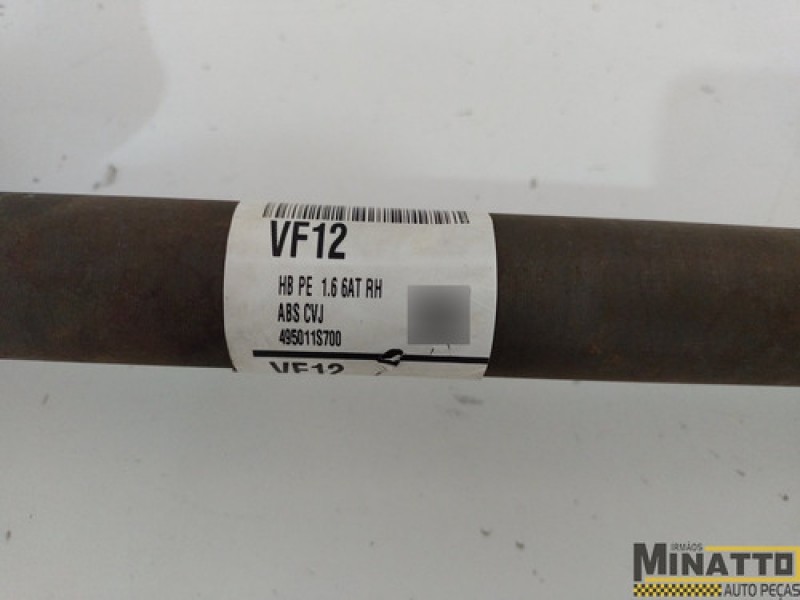 VF12
HB PE 1.6 6AT RH
ABS CVJ
495011S700
VF12
IRMÃOS
MINATTO
AUTO PEÇAS